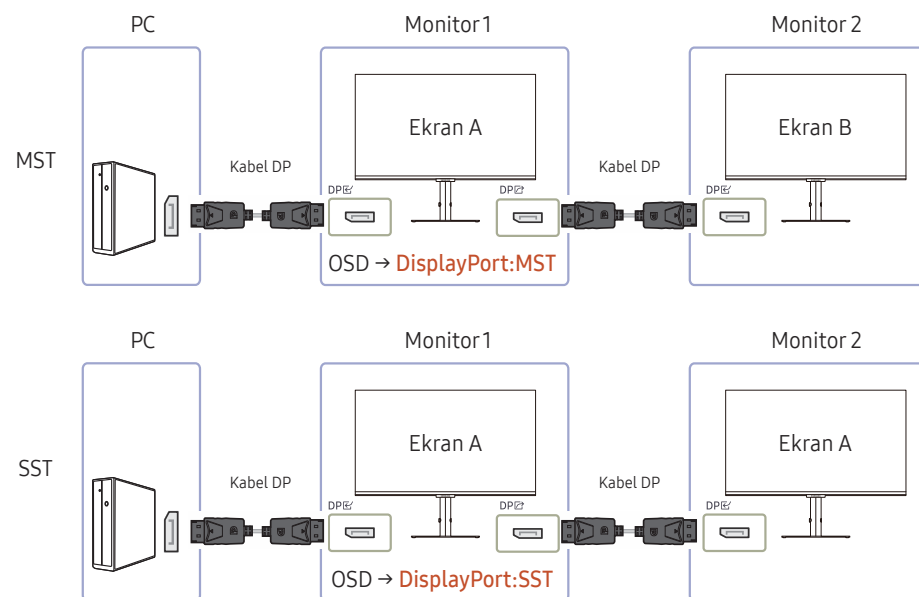 PC Monitor 1 Monitor 2
Ekran A Ekran B
MST
Kabel DP Kabel DP
DP DP DP
OSD → DisplayPort:MST
PC Monitor 1 Monitor 2
Ekran A Ekran A
SST
Kabel DP Kabel DP
DP DP DP
OSD → DisplayPort:SST